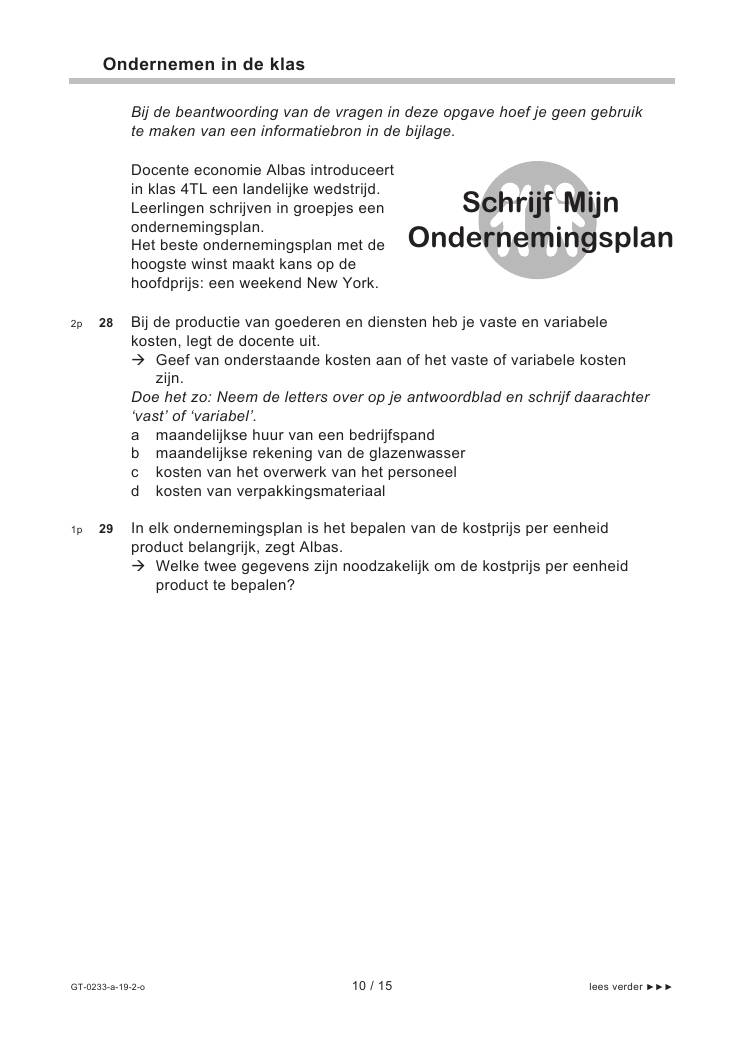 Ondernemen in de klas
Bij de beantwoording van de vragen in deze opgave hoef je geen gebruik
te maken van een informatiebron in de bijlage.
Docente economie Albas introduceert
in klas 4TL een landelijke wedstrijd.
Leerlingen schrijven in groepjes een
ondernemingsplan.
Het beste ondernemingsplan met de
hoogste winst maakt kans op de
hoofdprijs: een weekend New York.
Schrijf Mijn
Ondernemingsplan
2p 28 Bij de productie van goederen en diensten heb je vaste en variabele
kosten, legt de docente uit.
→ Geef van onderstaande kosten aan of het vaste of variabele kosten
zijn.
Doe het zo: Neem de letters over op je antwoordblad en schrijf daarachter
‘vast’ of ‘variabel’.
a maandelijkse huur van een bedrijfspand
b maandelijkse rekening van de glazenwasser
c kosten van het overwerk van het personeel
d kosten van verpakkingsmateriaal
1p 29 In elk ondernemingsplan is het bepalen van de kostprijs per eenheid
product belangrijk, zegt Albas.
→ Welke twee gegevens zijn noodzakelijk om de kostprijs per eenheid
product te bepalen?
GT-0233-a-19-2-o 10 / 15 lees verder ►►►